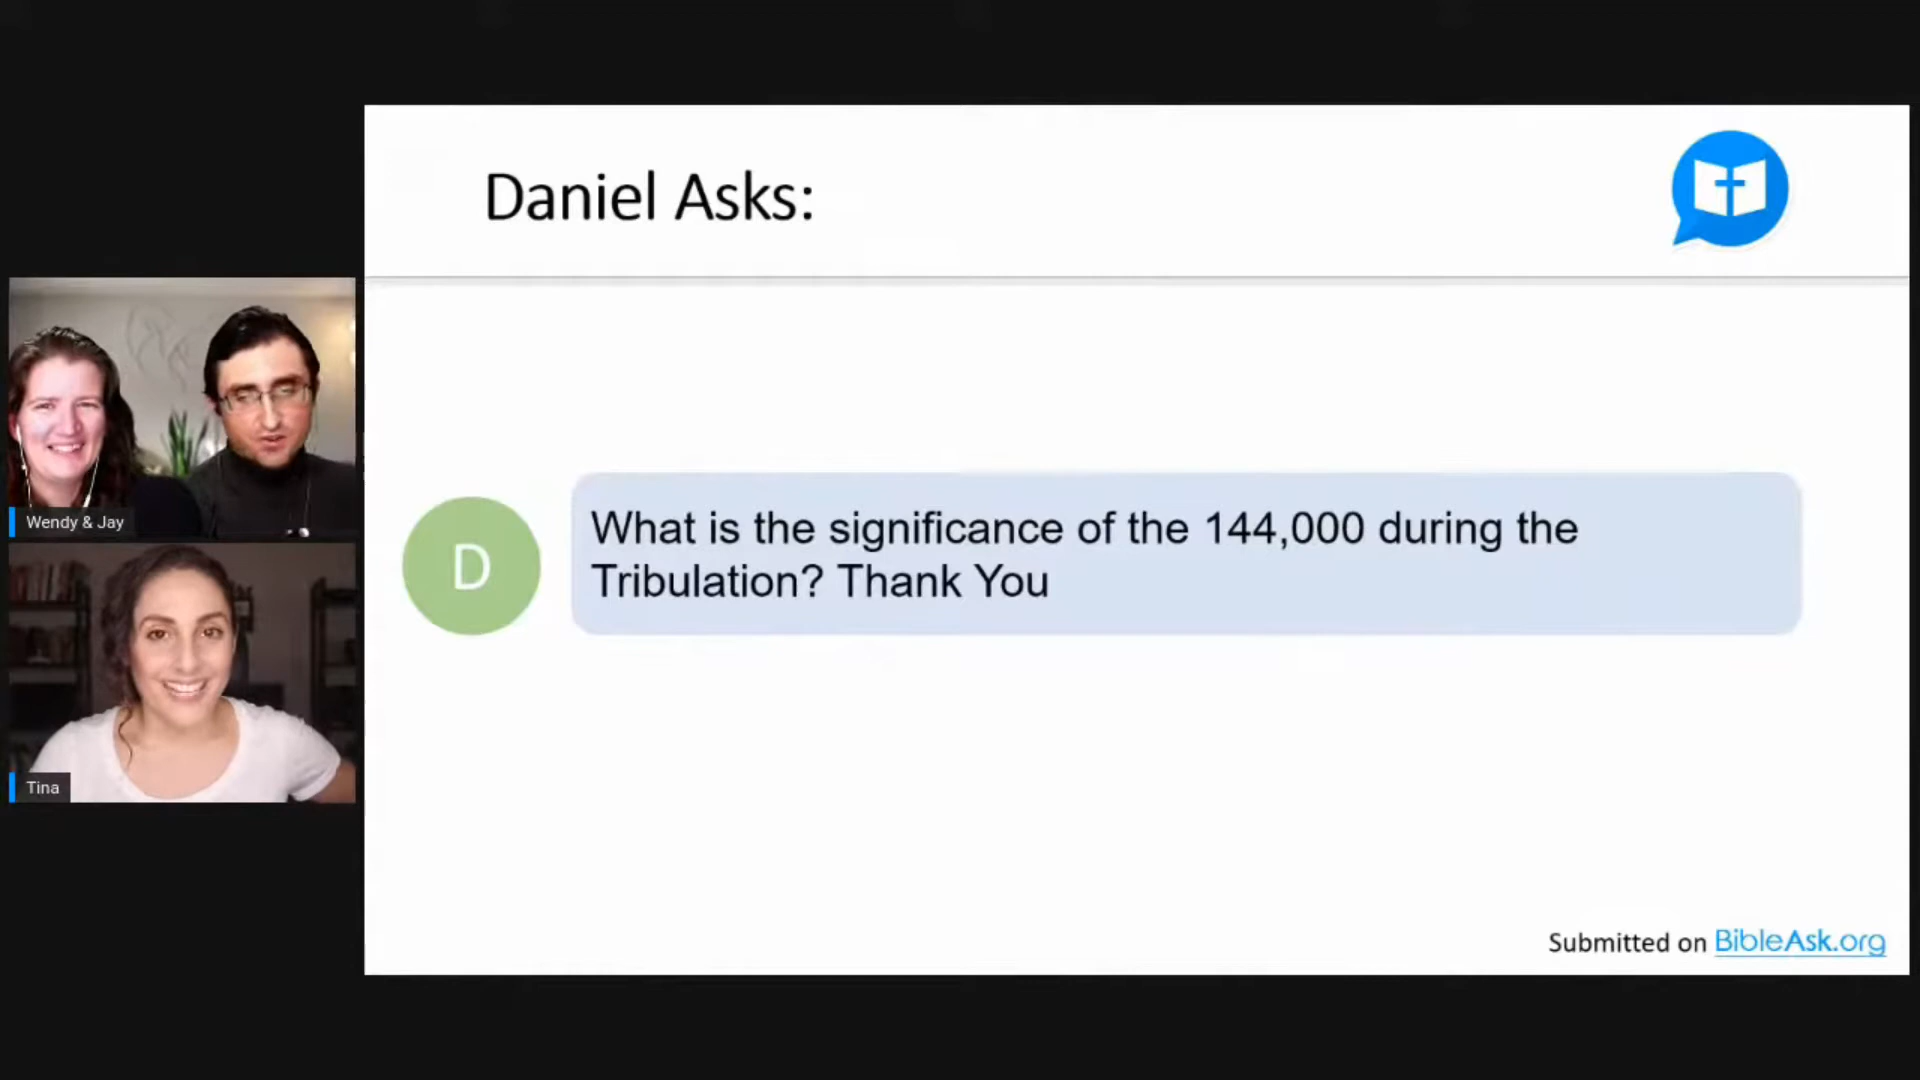 Daniel Asks:
Wendy & Jay
Tina
D
What is the significance of the 144,000 during the
Tribulation? Thank You
Submitted on BibleAsk.org